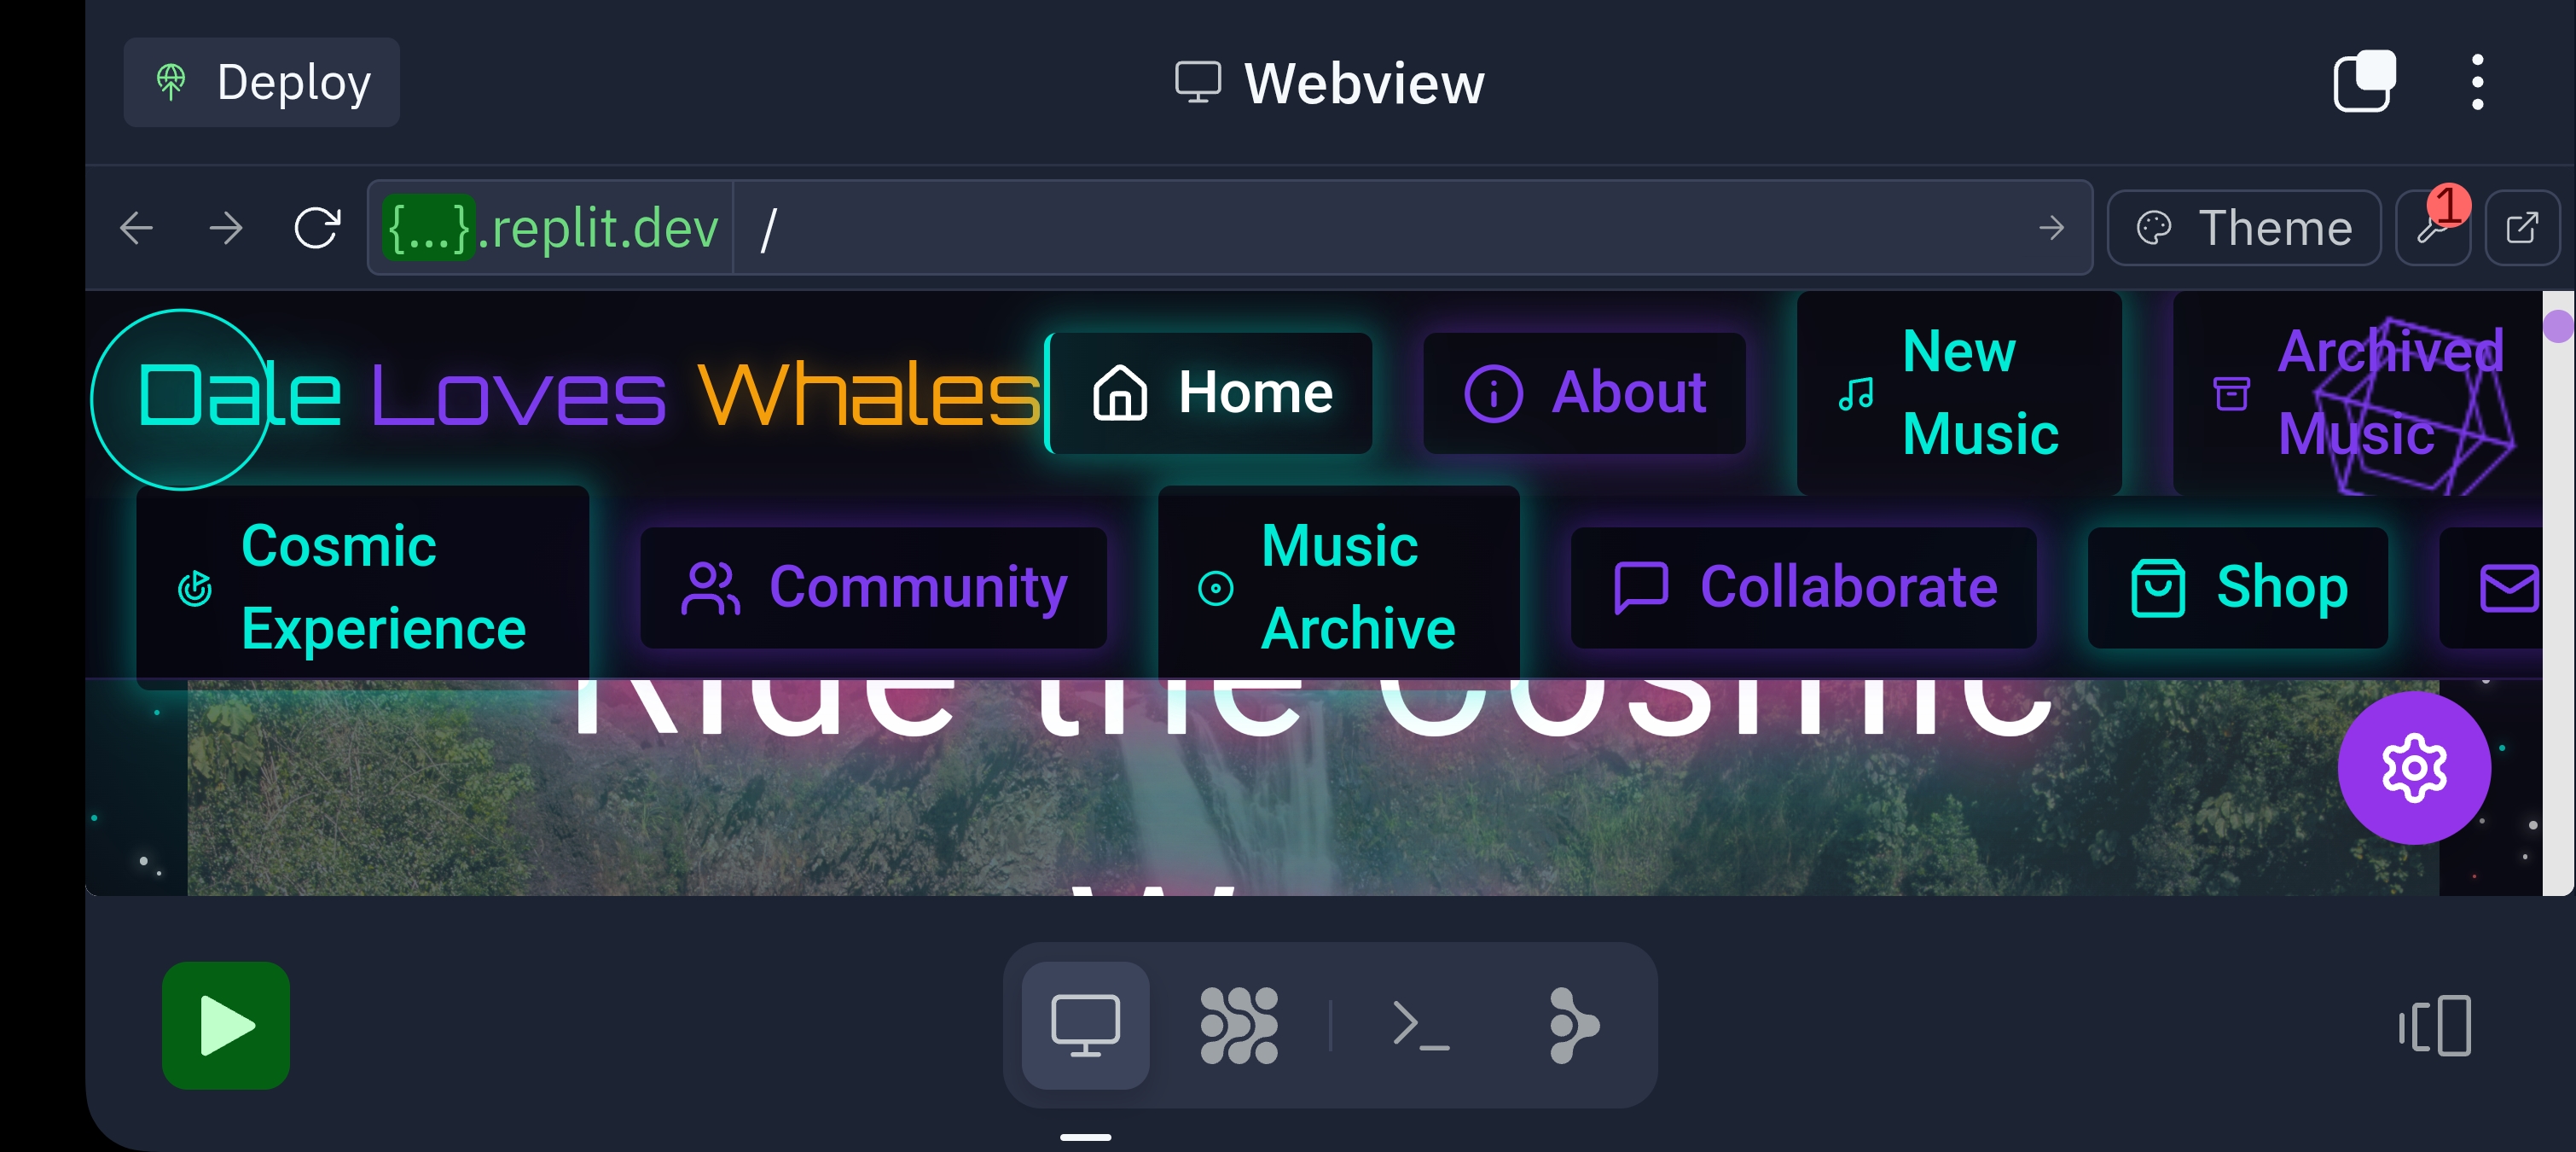 Deploy
Webview
{...}.replit.dev
/
Theme
1
Dale Loves Whales
Home
About
New
Music
Archived
Music
Cosmic
Experience
Community
Music
Archive
Collaborate
Shop
Ride the Cosmic